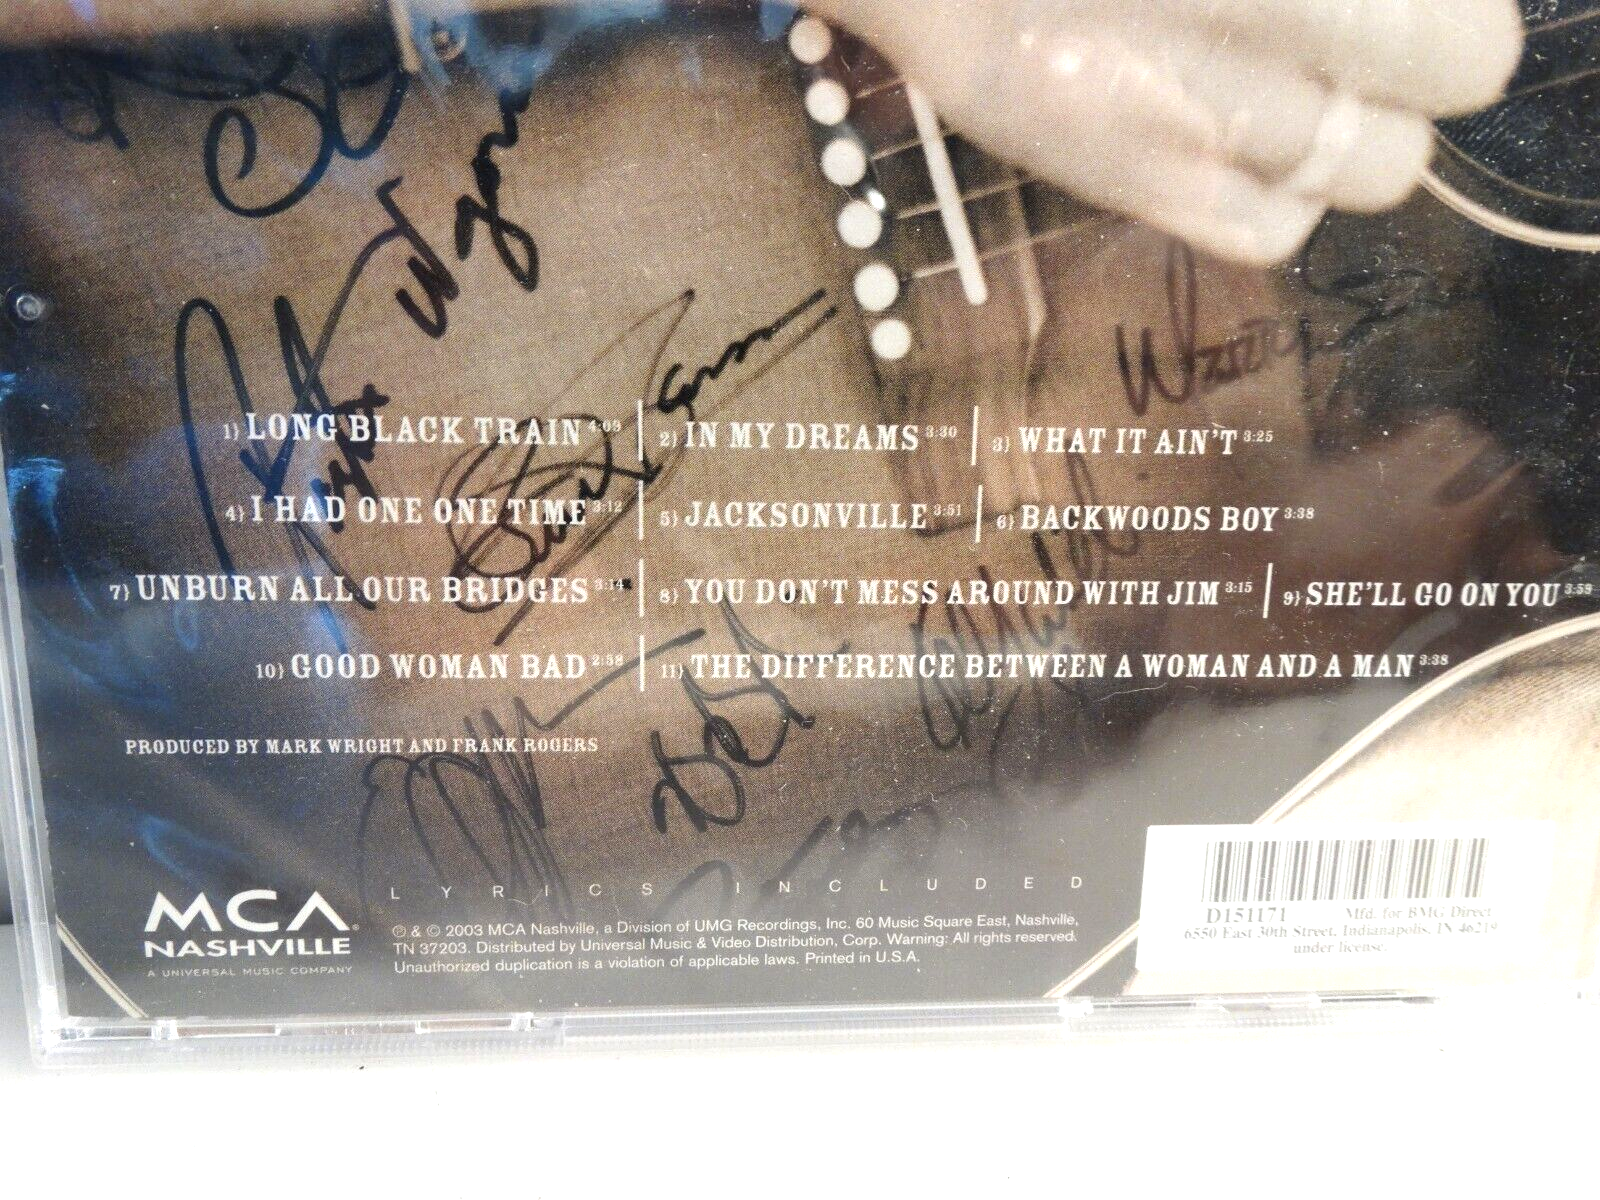 1} LONG BLACK TRAIN 4:09 | 2} IN MY DREAMS 3:30 | 3} WHAT IT AIN'T 3:25
4} I HAD ONE ONE TIME 3:12 | 5} JACKSONVILLE 3:51 | 6} BACKWOODS BOY 3:38
7} UNBURN ALL OUR BRIDGES 3:14 | 8} YOU DON'T MESS AROUND WITH JIM 3:15 | 9} SHE'LL GO ON YOU 3:59
10} GOOD WOMAN BAD 2:58 | 11} THE DIFFERENCE BETWEEN A WOMAN AND A MAN 3:38
PRODUCED BY MARK WRIGHT AND FRANK ROGERS
LYRICS INCLUDED
MCA
NASHVILLE
A UNIVERSAL MUSIC COMPANY
℗ & © 2003 MCA Nashville, a Division of UMG Recordings, Inc. 60 Music Square East, Nashville,
TN 37203. Distributed by Universal Music & Video Distribution, Corp. Warning: All rights reserved.
Unauthorized duplication is a violation of applicable laws. Printed in U.S.A.
D151171 Mfd. for BMG Direct
6550 East 30th Street, Indianapolis, IN 46219
under license.